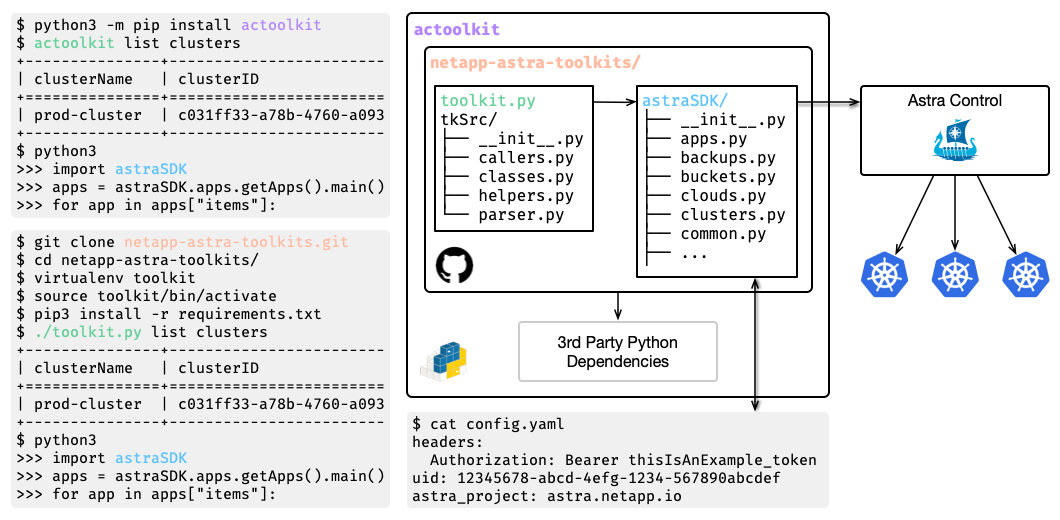 $ python3 -m pip install actoolkit
$ actoolkit list clusters
+---------------+------------------------
| clusterName   | clusterID
+===============+========================
| prod-cluster  | c031ff33-a78b-4760-a093
+---------------+------------------------
$ python3
>>> import astraSDK
>>> apps = astraSDK.apps.getApps().main()
>>> for app in apps["items"]:
$ git clone netapp-astra-toolkits.git
$ cd netapp-astra-toolkits/
$ virtualenv toolkit
$ source toolkit/bin/activate
$ pip3 install -r requirements.txt
$ ./toolkit.py list clusters
+---------------+------------------------
| clusterName   | clusterID
+===============+========================
| prod-cluster  | c031ff33-a78b-4760-a093
+---------------+------------------------
$ python3
>>> import astraSDK
>>> apps = astraSDK.apps.getApps().main()
>>> for app in apps["items"]:
actoolkit
netapp-astra-toolkits/
toolkit.py
tkSrc/
├── __init__.py
├── callers.py
├── classes.py
├── helpers.py
└── parser.py
astraSDK/
├── __init__.py
├── apps.py
├── backups.py
├── buckets.py
├── clouds.py
├── clusters.py
├── common.py
├── ...
3rd Party Python
Dependencies
$ cat config.yaml
headers:
  Authorization: Bearer thisIsAnExample_token
uid: 12345678-abcd-4efg-1234-567890abcdef
astra_project: astra.netapp.io
Astra Control